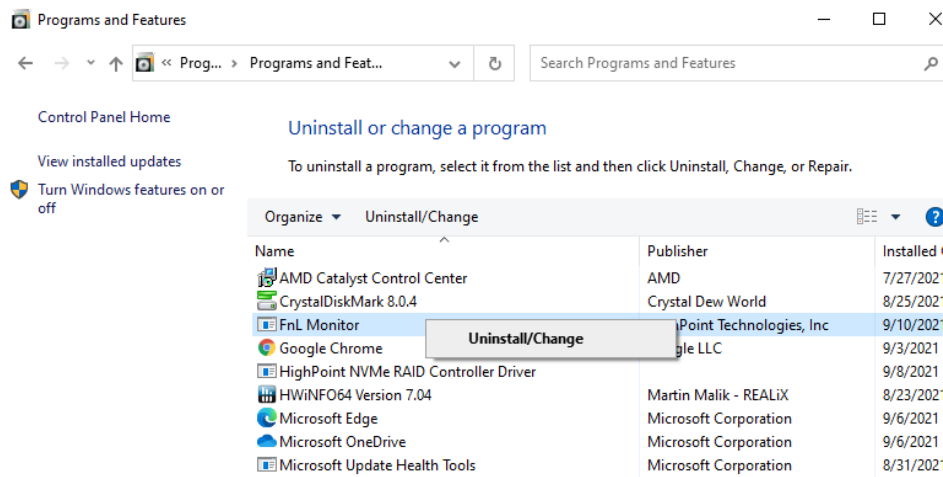 Programs and Features
« Prog... › Programs and Feat...
Search Programs and Features
Control Panel Home
View installed updates
Turn Windows features on or
off
Uninstall or change a program
To uninstall a program, select it from the list and then click Uninstall, Change, or Repair.
Organize Uninstall/Change
Name Publisher Installed
AMD Catalyst Control Center AMD 7/27/2021
CrystalDiskMark 8.0.4 Crystal Dew World 8/25/2021
FnL Monitor Point Technologies, Inc 9/10/2021
Uninstall/Change
Google Chrome gle LLC 9/3/2021
HighPoint NVMe RAID Controller Driver 9/8/2021
HWiNFO64 Version 7.04 Martin Malik - REALiX 8/23/2021
Microsoft Edge Microsoft Corporation 9/6/2021
Microsoft OneDrive Microsoft Corporation 9/6/2021
Microsoft Update Health Tools Microsoft Corporation 8/31/2021